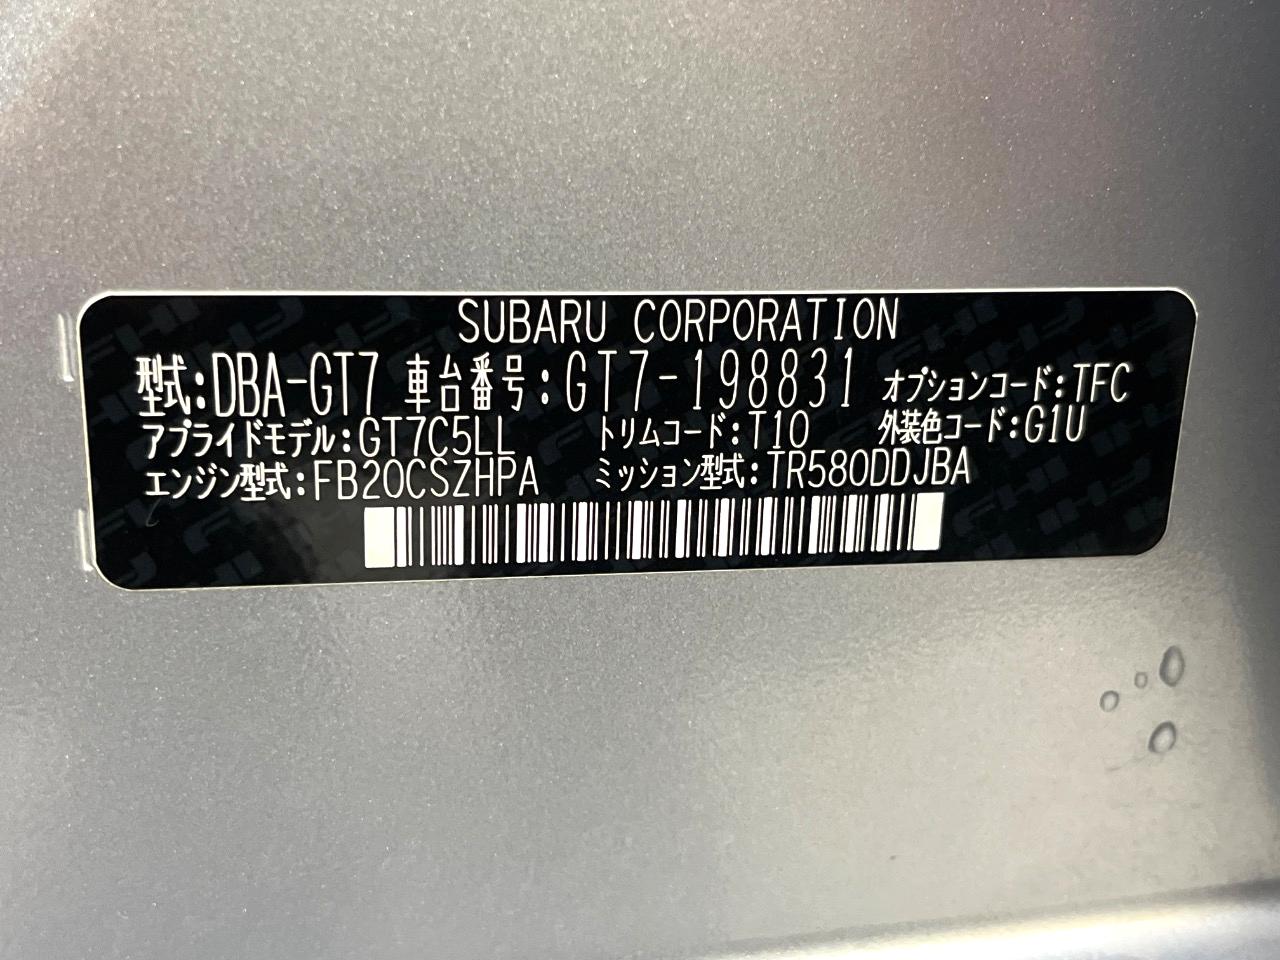 SUBARU CORPORATION
型式:DBA-GT7 車台番号:GT7-198831 オプションコード:TFC
アプライドモデル:GT7C5LL トリムコード:T10 外装色コード:G1U
エンジン型式:FB20CSZHPA ミッション型式:TR580DDJBA